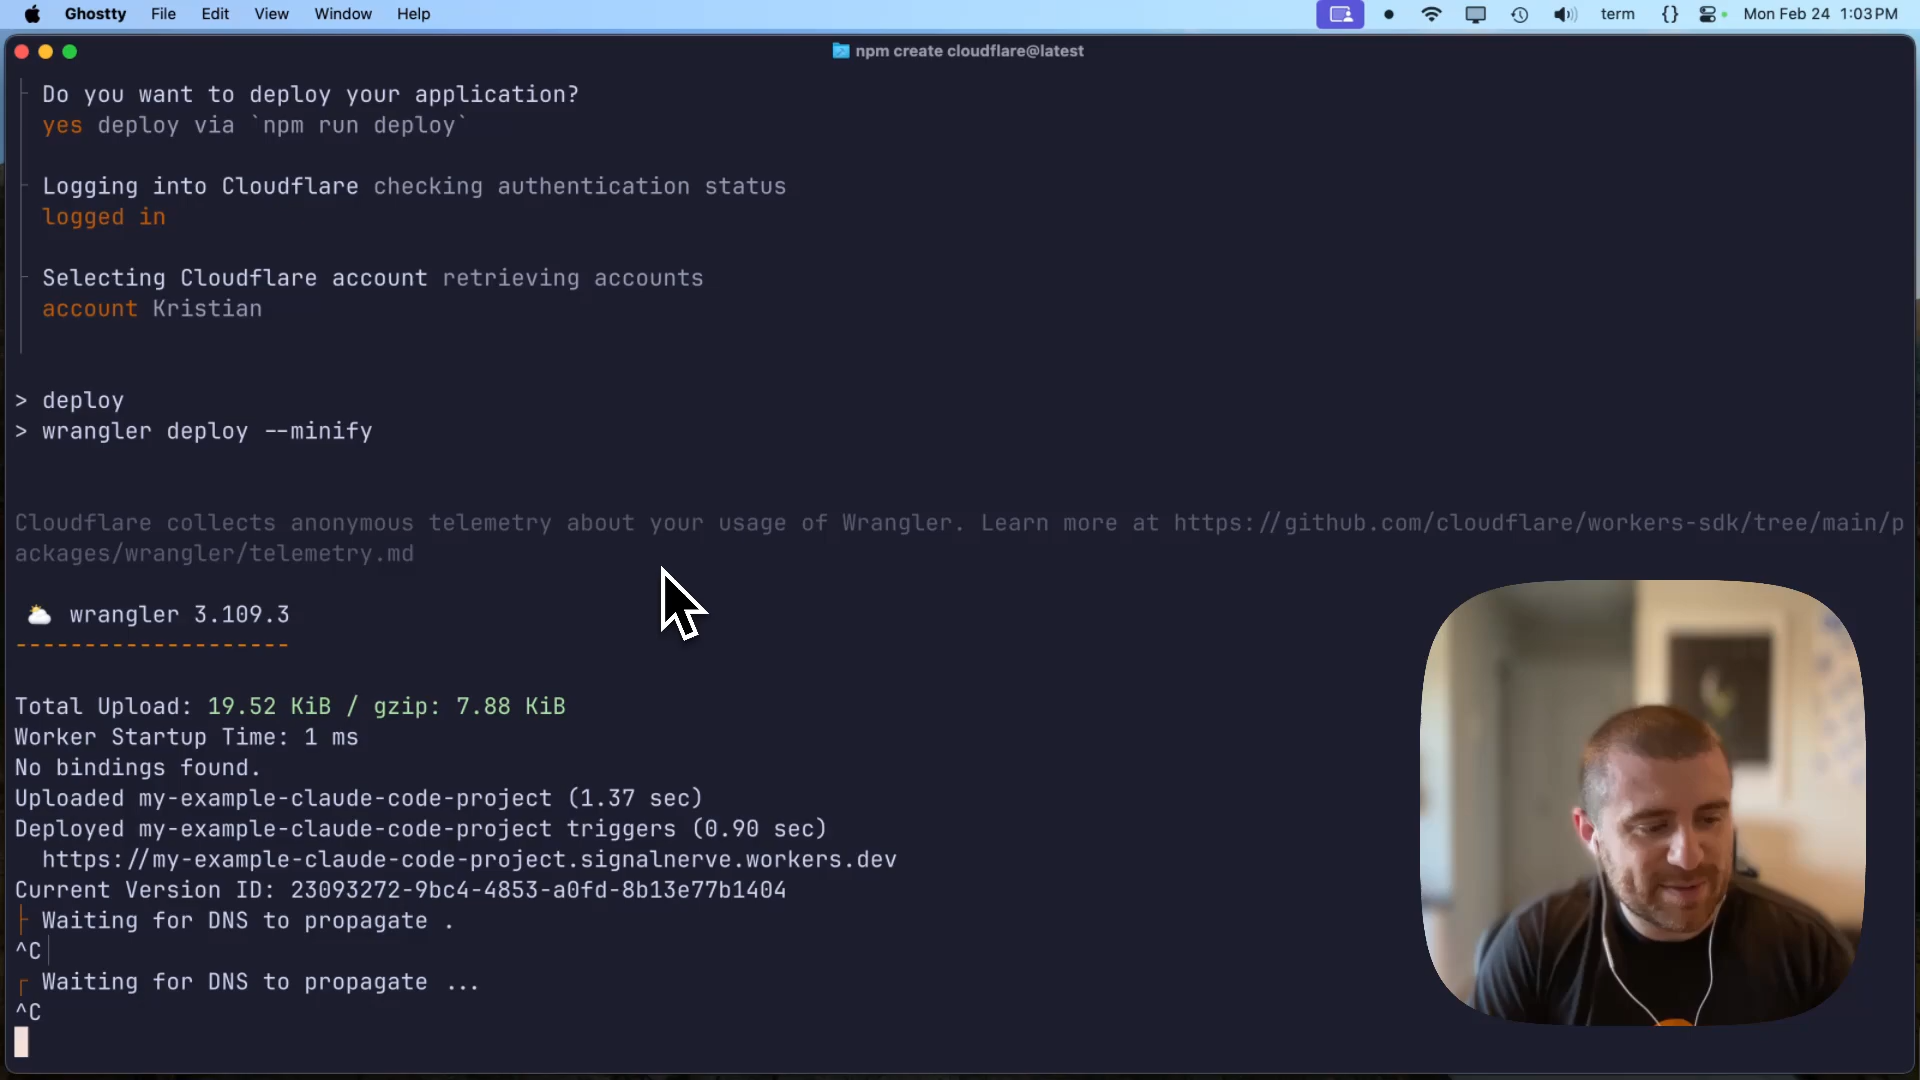 Ghostty File Edit View Window Help term {} Mon Feb 24 1:03 PM
npm create cloudflare@latest
Do you want to deploy your application?
yes deploy via `npm run deploy`
Logging into Cloudflare checking authentication status
logged in
Selecting Cloudflare account retrieving accounts
account Kristian
> deploy
> wrangler deploy --minify
Cloudflare collects anonymous telemetry about your usage of Wrangler. Learn more at https://github.com/cloudflare/workers-sdk/tree/main/p
ackages/wrangler/telemetry.md
wrangler 3.109.3
--------------------
Total Upload: 19.52 KiB / gzip: 7.88 KiB
Worker Startup Time: 1 ms
No bindings found.
Uploaded my-example-claude-code-project (1.37 sec)
Deployed my-example-claude-code-project triggers (0.90 sec)
https://my-example-claude-code-project.signalnerve.workers.dev
Current Version ID: 23093272-9bc4-4853-a0fd-8b13e77b1404
Waiting for DNS to propagate .
^C
Waiting for DNS to propagate ...
^C